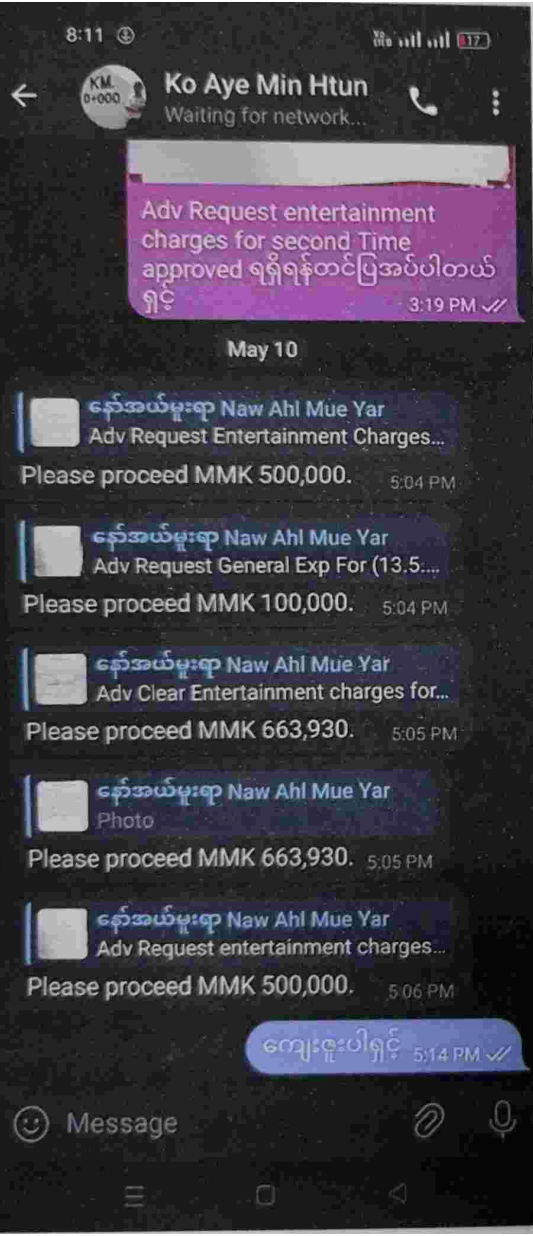 8:11
17
KM.
0+000
Ko Aye Min Htun
Waiting for network...
Adv Request entertainment
charges for second Time
approved ရရှိရန်တင်ပြအပ်ပါတယ်
ရှင့်
3:19 PM
May 10
နော်အယ်မူးရာ Naw Ahl Mue Yar
Adv Request Entertainment Charges...
Please proceed MMK 500,000. 5:04 PM
နော်အယ်မူးရာ Naw Ahl Mue Yar
Adv Request General Exp For (13.5....
Please proceed MMK 100,000. 5:04 PM
နော်အယ်မူးရာ Naw Ahl Mue Yar
Adv Clear Entertainment charges for...
Please proceed MMK 663,930. 5:05 PM
နော်အယ်မူးရာ Naw Ahl Mue Yar
Photo
Please proceed MMK 663,930. 5:05 PM
နော်အယ်မူးရာ Naw Ahl Mue Yar
Adv Request entertainment charges...
Please proceed MMK 500,000. 5:06 PM
ကျေးဇူးပါရှင့် 5:14 PM
Message